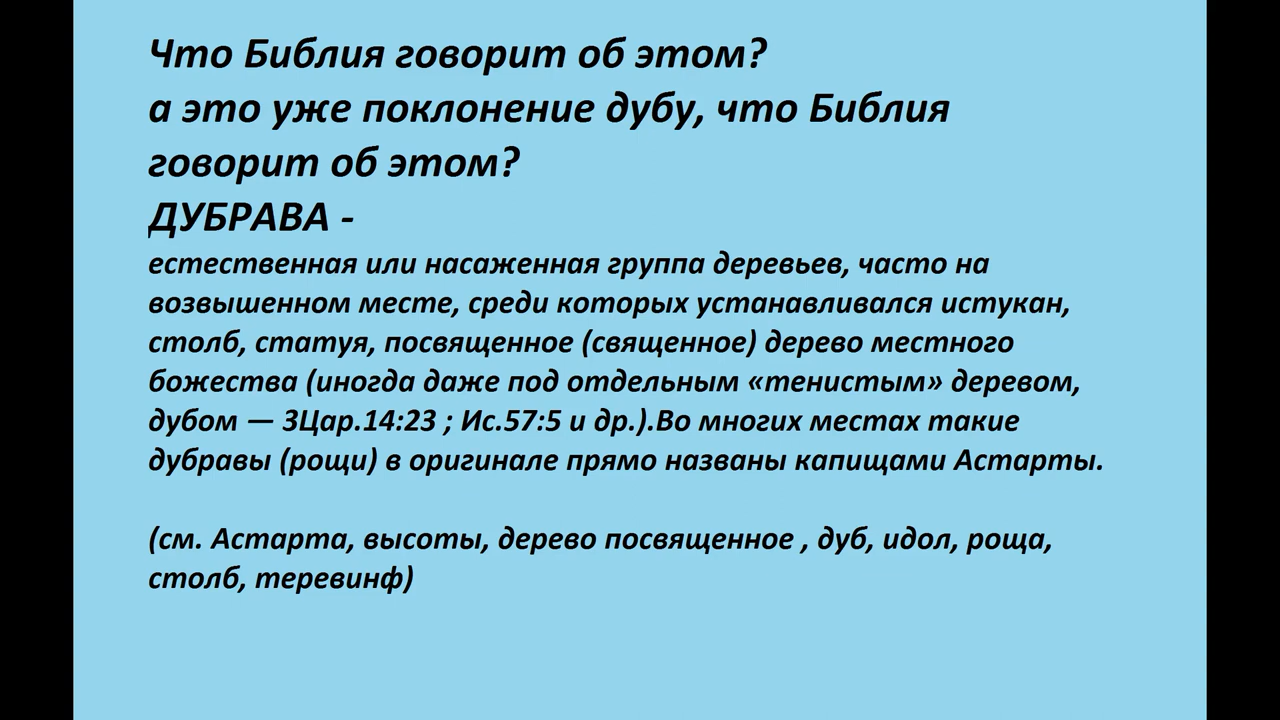 Что Библия говорит об этом?
а это уже поклонение дубу, что Библия
говорит об этом?
ДУБРАВА -
естественная или насаженная группа деревьев, часто на
возвышенном месте, среди которых устанавливался истукан,
столб, статуя, посвященное (священное) дерево местного
божества (иногда даже под отдельным «тенистым» деревом,
дубом — 3Цар.14:23 ; Ис.57:5 и др.).Во многих местах такие
дубравы (рощи) в оригинале прямо названы капищами Астарты.
(см. Астарта, высоты, дерево посвященное , дуб, идол, роща,
столб, теревинф)